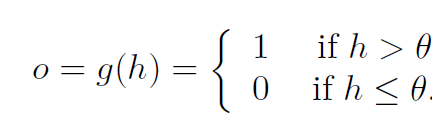 o = g(h) = { 1 if h > θ
0 if h ≤ θ.